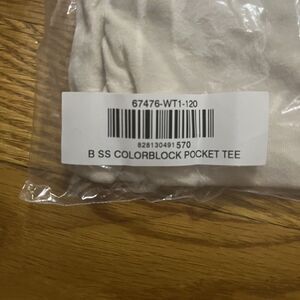 67476-WT1-120
828130491570
B SS COLORBLOCK POCKET TEE